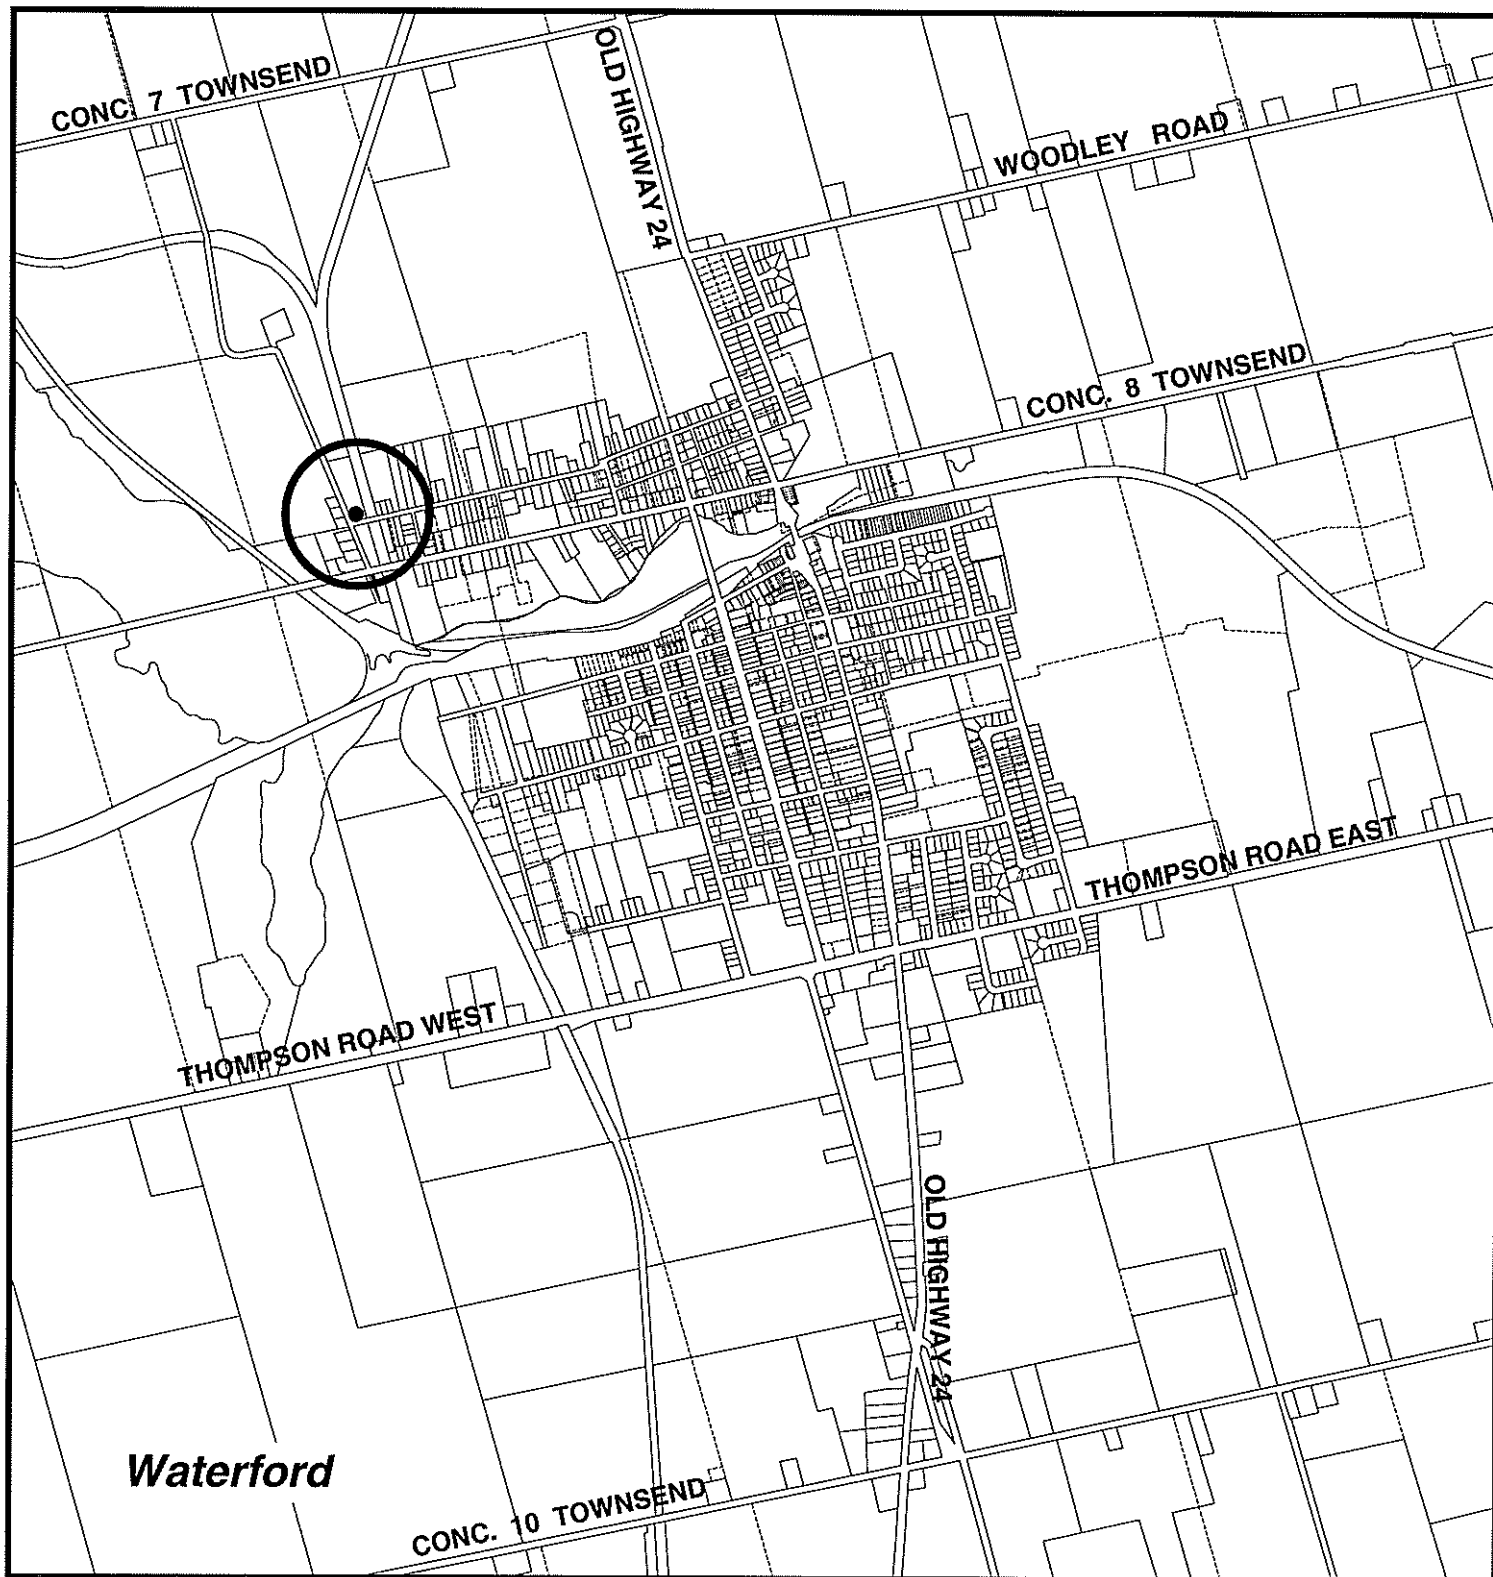 CONC. 7 TOWNSEND
OLD HIGHWAY 24
WOODLEY ROAD
CONC. 8 TOWNSEND
THOMPSON ROAD EAST
THOMPSON ROAD WEST
OLD HIGHWAY 24
Waterford
CONC. 10 TOWNSEND